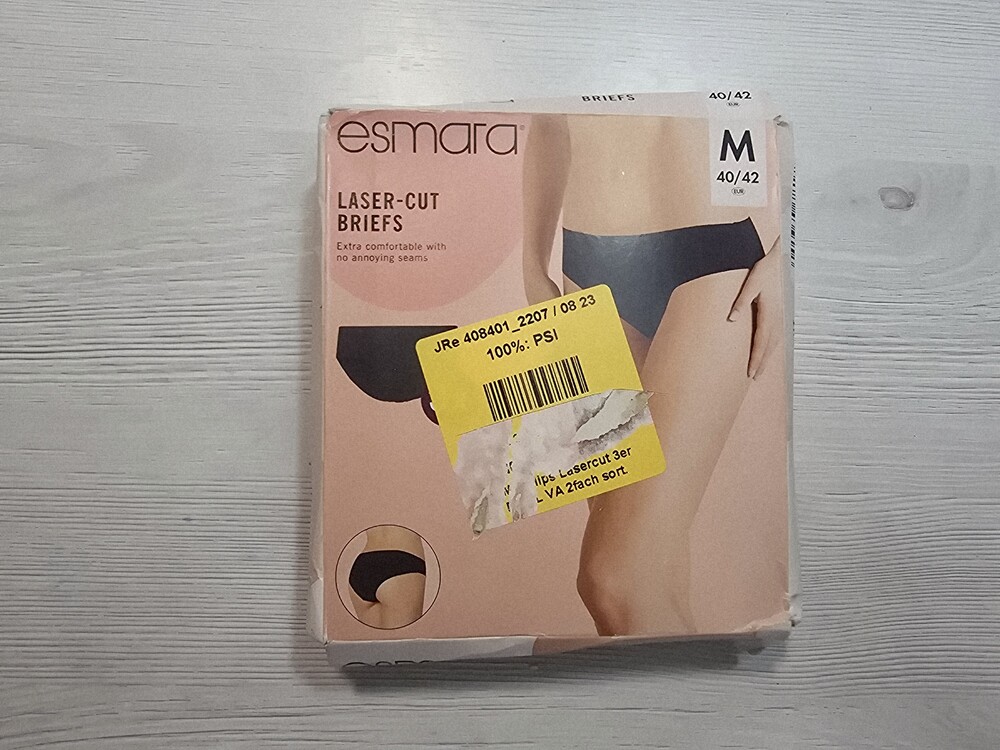 BRIEFS
40/42
EUR
esmara®
M
40/42
EUR
LASER-CUT
BRIEFS
Extra comfortable with
no annoying seams
JRe 408401_2207 / 08 23
100%: PSI
Lasercut 3er
VA 2fach sort.